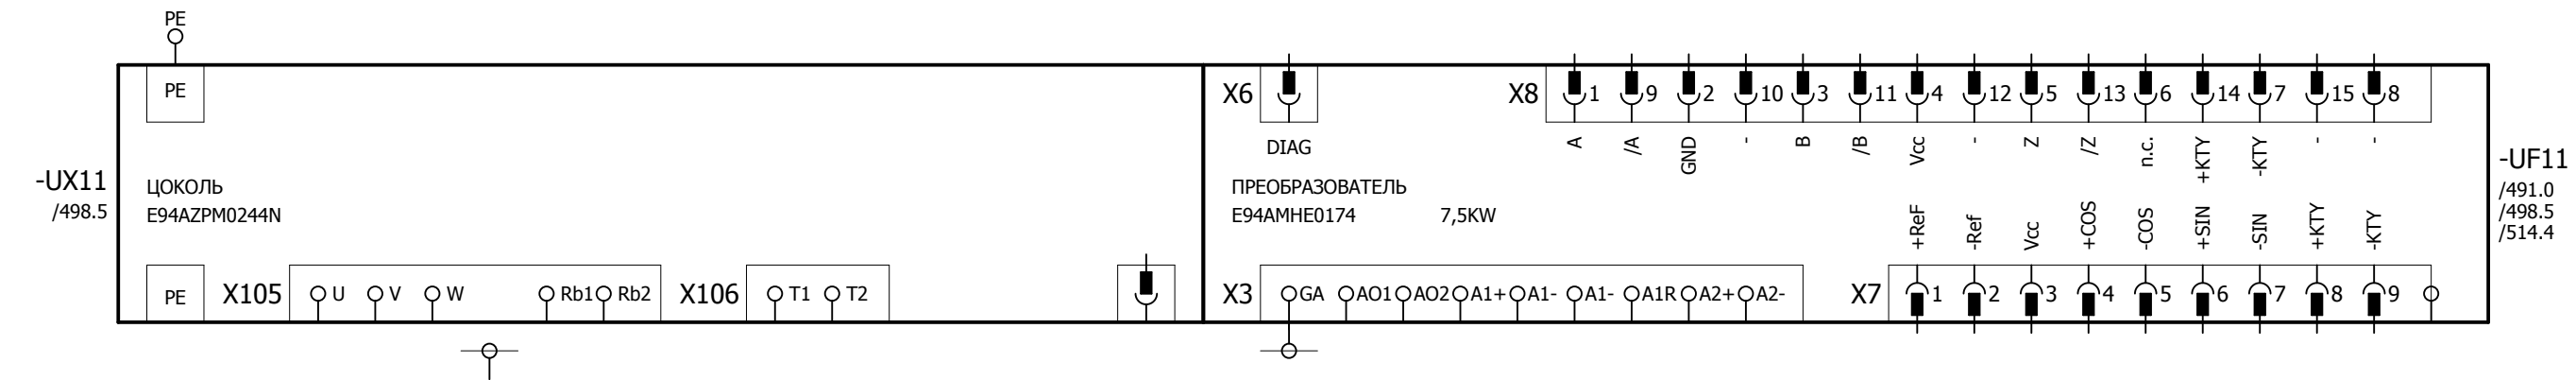 PE
PE
X6
X8 1 9 2 10 3 11 4 12 5 13 6 14 7 15 8
DIAG
A /A GND - B /B Vcc - Z /Z n.c. +KTY -KTY - -
-UX11
/498.5
ЦОКОЛЬ
E94AZPM0244N
ПРЕОБРАЗОВАТЕЛЬ
E94AMHE0174 7,5KW
-UF11
/491.0
/498.5
/514.4
+ReF -Ref Vcc +COS -COS +SIN -SIN +KTY -KTY
PE
X105 U V W Rb1 Rb2
X106 T1 T2
X3 GA AO1 AO2 A1+ A1- A1- A1R A2+ A2-
X7 1 2 3 4 5 6 7 8 9